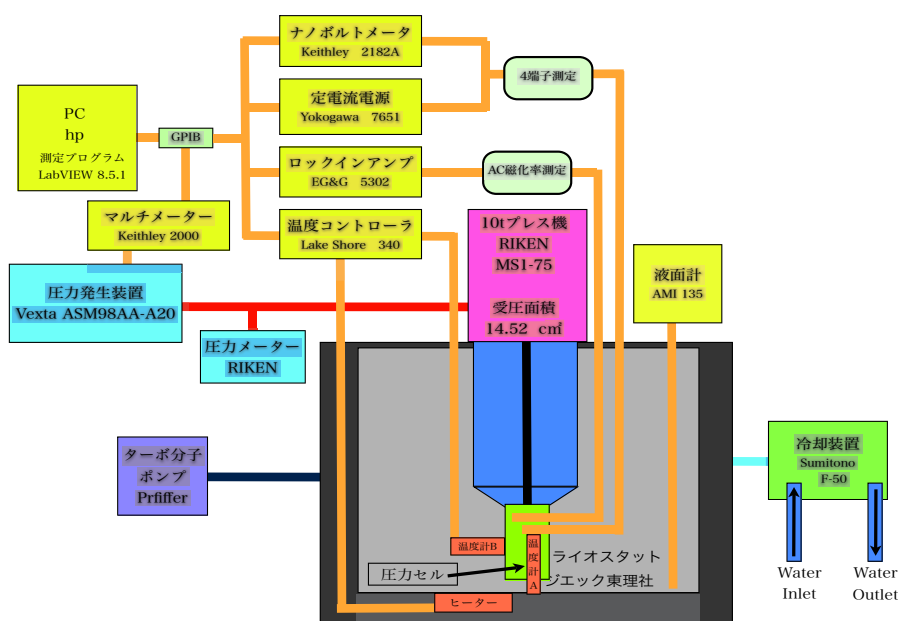 ナノボルトメータ
Keithley 2182A
4端子測定
定電流電源
Yokogawa 7651
PC
hp
測定プログラム
LabVIEW 8.5.1
GPIB
ロックインアンプ
EG&G 5302
AC磁化率測定
マルチメーター
Keithley 2000
温度コントローラ
Lake Shore 340
10tプレス機
RIKEN
MS1-75
受圧面積
14.52 c㎡
液面計
AMI 135
圧力発生装置
Vexta ASM98AA-A20
圧力メーター
RIKEN
ターボ分子
ポンプ
Prfiffer
冷却装置
Sumitono
F-50
温度計B
温度計A
ライオスタット
ジエック東理社
圧力セル
ヒーター
Water
Inlet
Water
Outlet